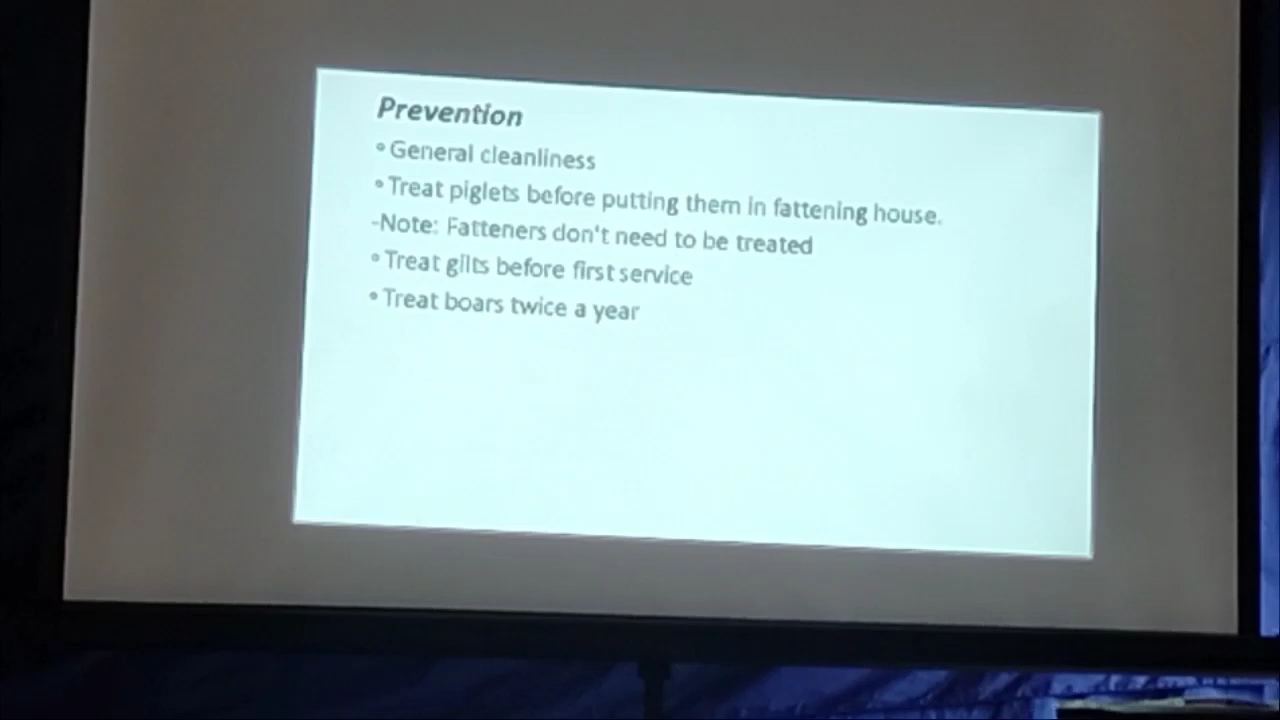 Prevention
• General cleanliness
• Treat piglets before putting them in fattening house.
-Note: Fatteners don't need to be treated
• Treat gilts before first service
• Treat boars twice a year